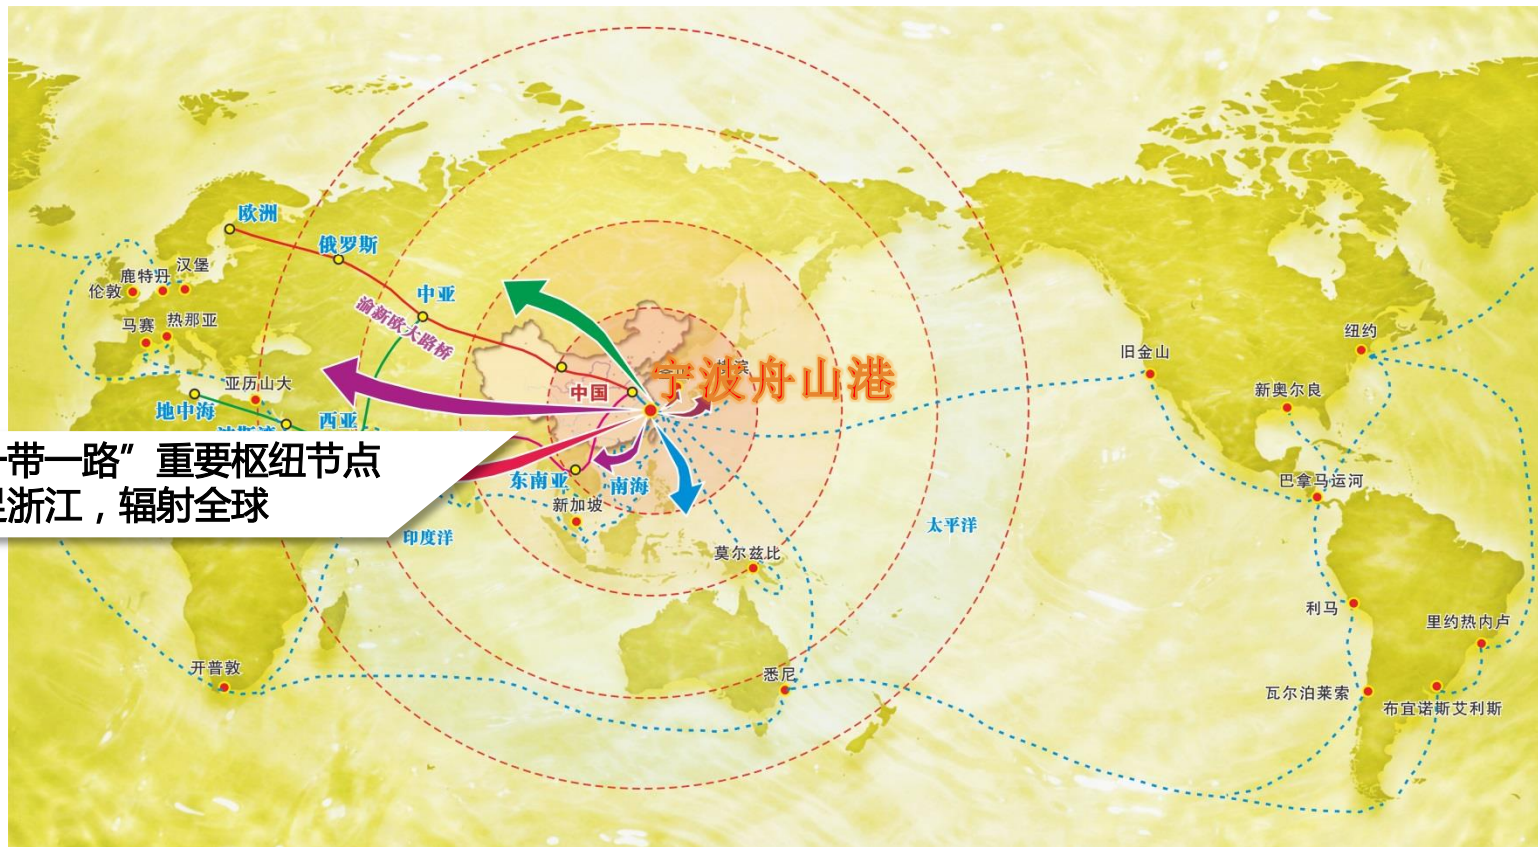 欧洲
俄罗斯
汉堡
鹿特丹
伦敦
中亚
渝新欧大陆桥
马赛
热那亚
纽约
旧金山
宁波舟山港
亚历山大
中国
新奥尔良
地中海
西亚
带一路”重要枢纽节点
浙江，辐射全球
东南亚
南海
新加坡
巴拿马运河
印度洋
太平洋
莫尔兹比
利马
里约热内卢
开普敦
悉尼
瓦尔泊莱索
布宜诺斯艾利斯